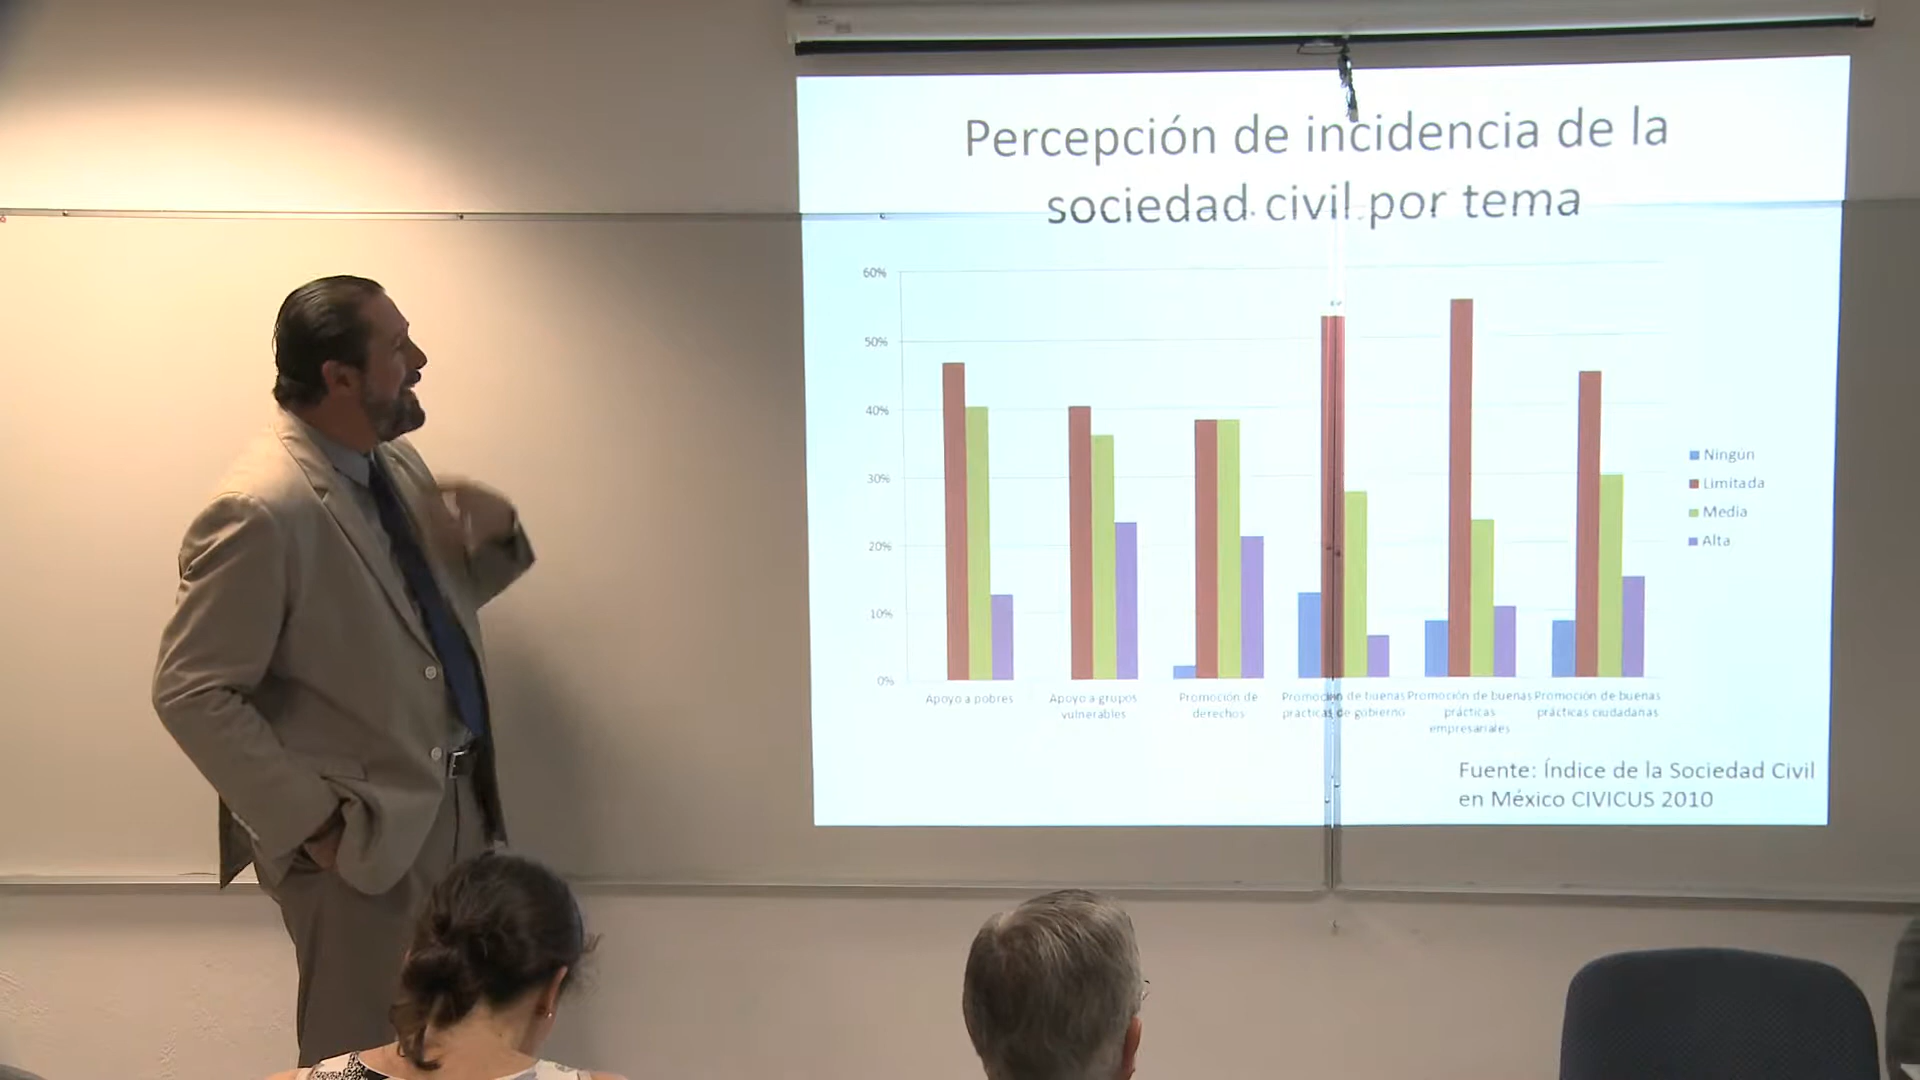 Percepción de incidencia de la
sociedad civil por tema
60%
50%
40%
30%
20%
10%
0%
Apoyo a pobres
Apoyo a grupos
vulnerables
Promoción de
derechos
Promoción de buenas
prácticas de gobierno
Promoción de buenas
prácticas
empresariales
Promoción de buenas
prácticas ciudadanas
Ningún
Limitada
Media
Alta
Fuente: Índice de la Sociedad Civil
en México CIVICUS 2010